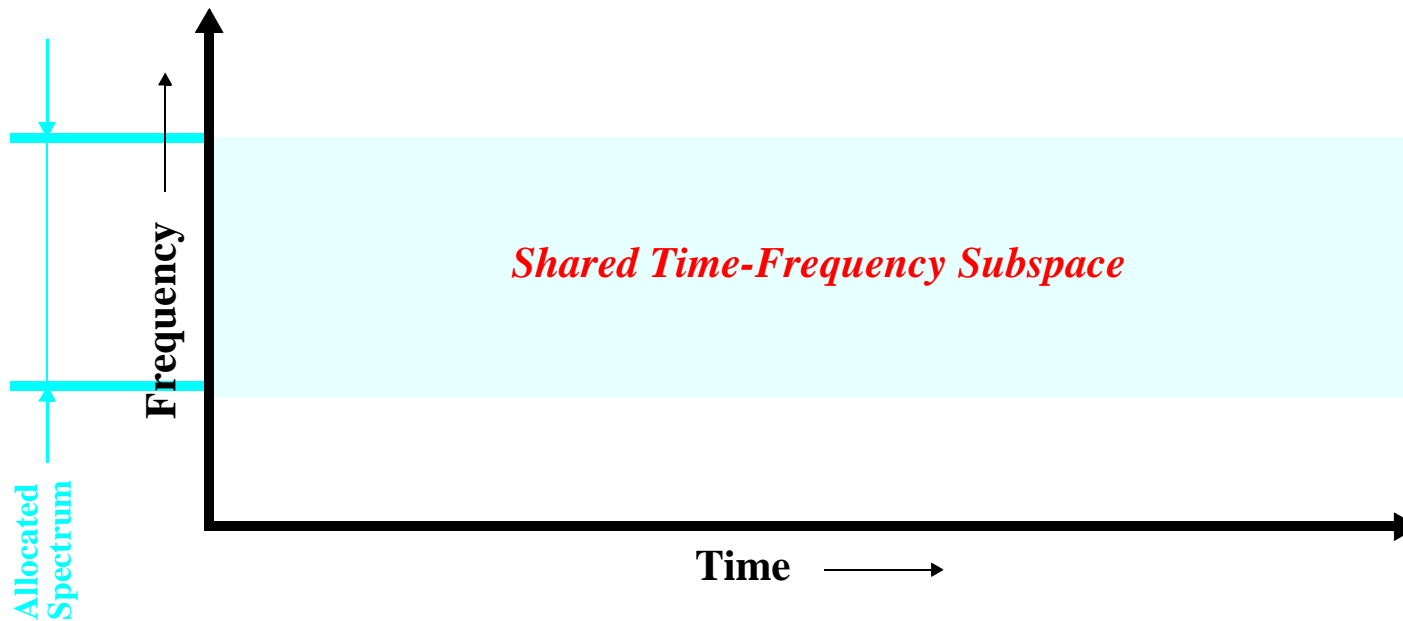 Frequency
Shared Time-Frequency Subspace
Allocated
Spectrum
Time